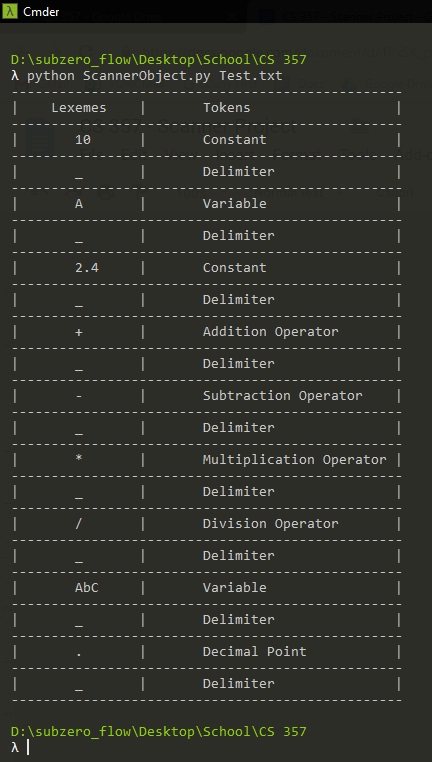 Cmder
D:\subzero_flow\Desktop\School\CS 357
λ python ScannerObject.py Test.txt
-------------------------------------------------
|    Lexemes    |       Tokens                  |
-------------------------------------------------
|       10      |       Constant                |
-------------------------------------------------
|       _       |       Delimiter               |
-------------------------------------------------
|       A       |       Variable                |
-------------------------------------------------
|       _       |       Delimiter               |
-------------------------------------------------
|       2.4     |       Constant                |
-------------------------------------------------
|       _       |       Delimiter               |
-------------------------------------------------
|       +       |       Addition Operator       |
-------------------------------------------------
|       _       |       Delimiter               |
-------------------------------------------------
|       -       |       Subtraction Operator    |
-------------------------------------------------
|       _       |       Delimiter               |
-------------------------------------------------
|       *       |       Multiplication Operator |
-------------------------------------------------
|       _       |       Delimiter               |
-------------------------------------------------
|       /       |       Division Operator       |
-------------------------------------------------
|       _       |       Delimiter               |
-------------------------------------------------
|       AbC     |       Variable                |
-------------------------------------------------
|       _       |       Delimiter               |
-------------------------------------------------
|       .       |       Decimal Point           |
-------------------------------------------------
|       _       |       Delimiter               |
-------------------------------------------------
D:\subzero_flow\Desktop\School\CS 357
λ